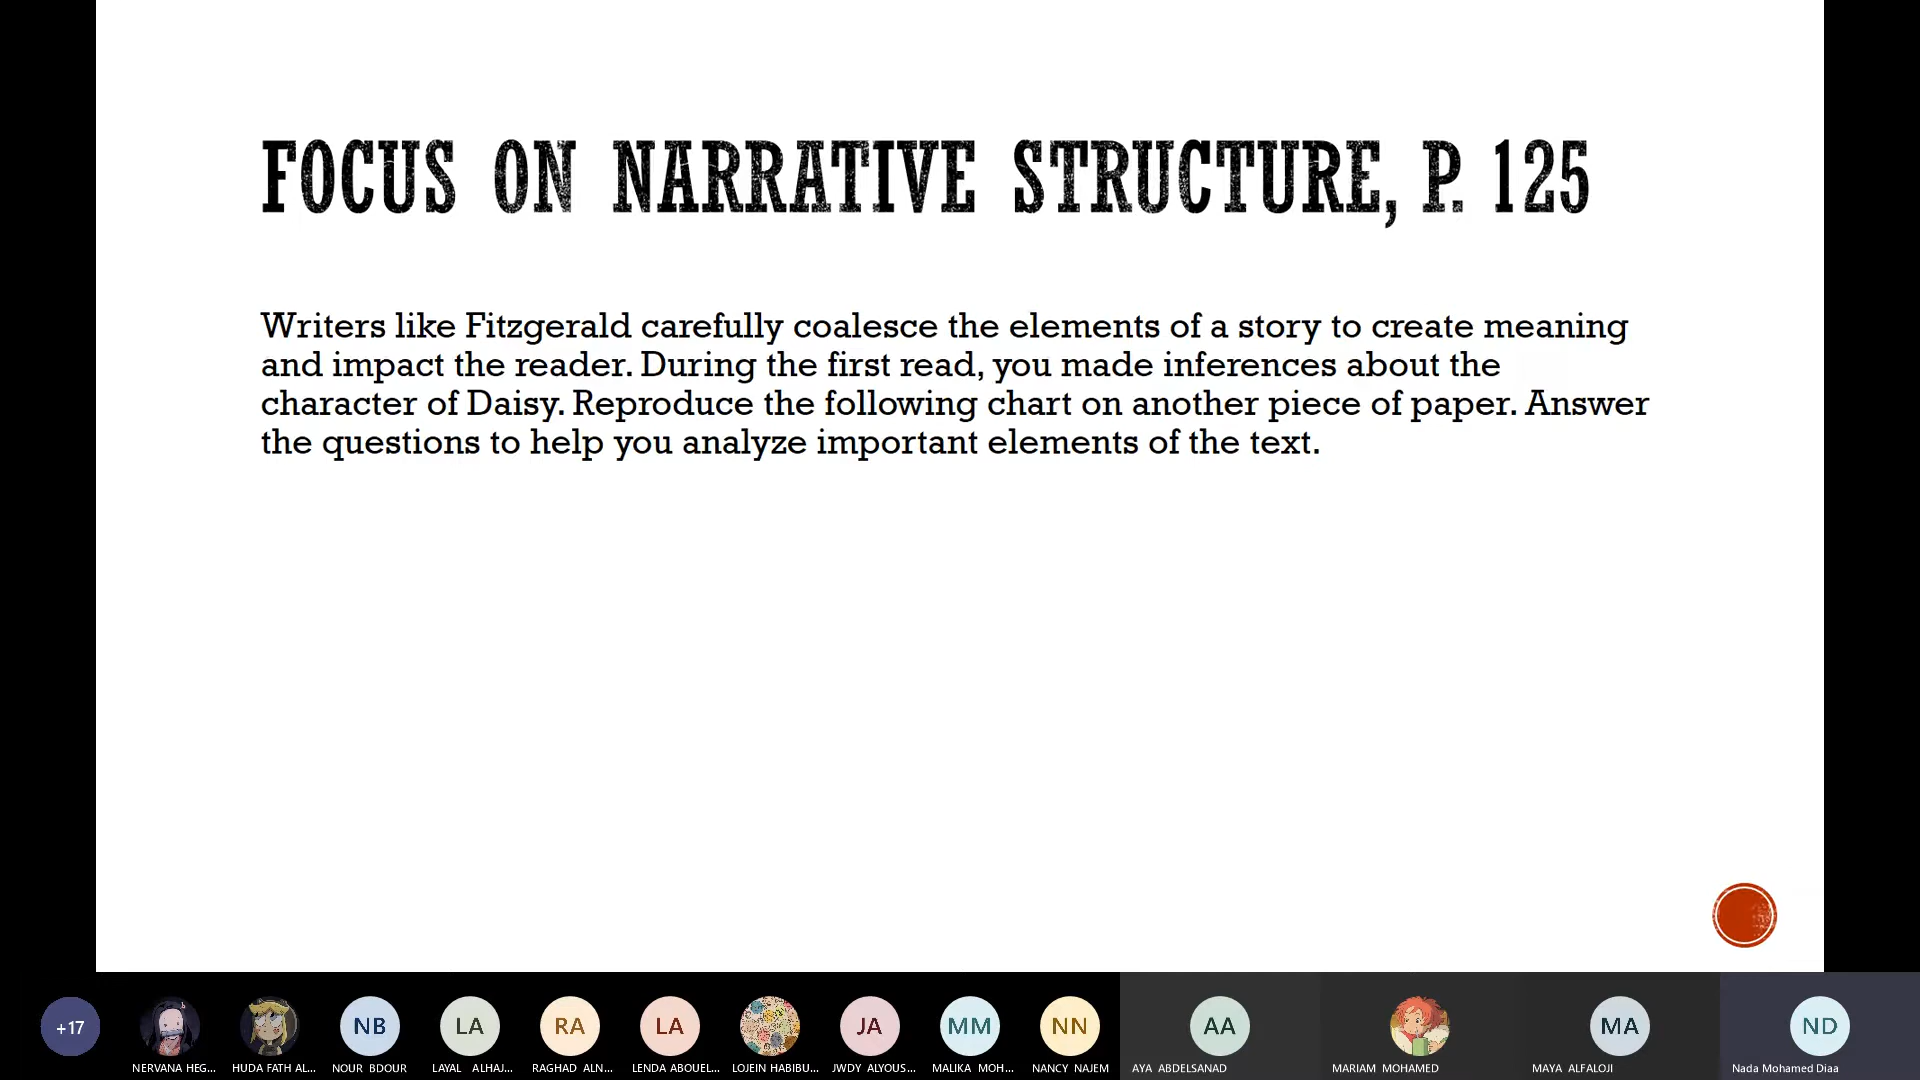 FOCUS ON NARRATIVE STRUCTURE, P. 125
Writers like Fitzgerald carefully coalesce the elements of a story to create meaning
and impact the reader. During the first read, you made inferences about the
character of Daisy. Reproduce the following chart on another piece of paper. Answer
the questions to help you analyze important elements of the text.
+17
NB
LA
RA
LA
JA
MM
NN
AA
MA
ND
NERVANA HEG...
HUDA FATH AL...
NOUR BDOUR
LAYAL ALHAJ...
RAGHAD ALN...
LENDA ABOUEL...
LOJEIN HABIBU...
JWDY ALYOUS...
MALIKA MOH...
NANCY NAJEM
AYA ABDELSANAD
MARIAM MOHAMED
MAYA ALFALOJI
Nada Mohamed Diaa